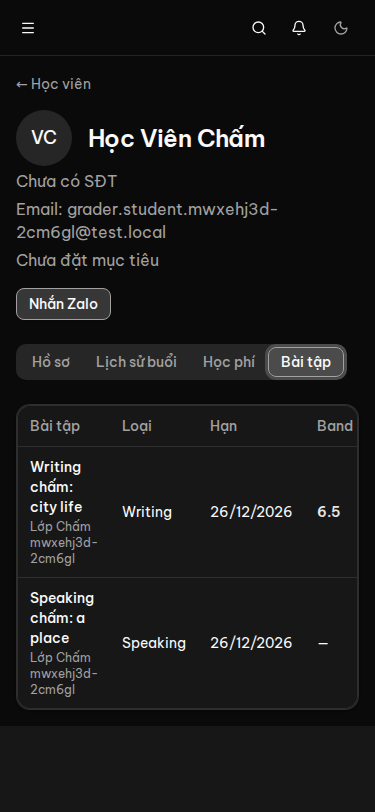 ← Học viên
VC
Học Viên Chấm
Chưa có SĐT
Email: grader.student.mwxehj3d-
2cm6gl@test.local
Chưa đặt mục tiêu
Nhắn Zalo
Hồ sơ Lịch sử buổi Học phí Bài tập
Bài tập Loại Hạn Band
Writing
chấm:
city life
Lớp Chấm
mwxehj3d-
2cm6gl
Writing 26/12/2026 6.5
Speaking
chấm: a
place
Lớp Chấm
mwxehj3d-
2cm6gl
Speaking 26/12/2026 —